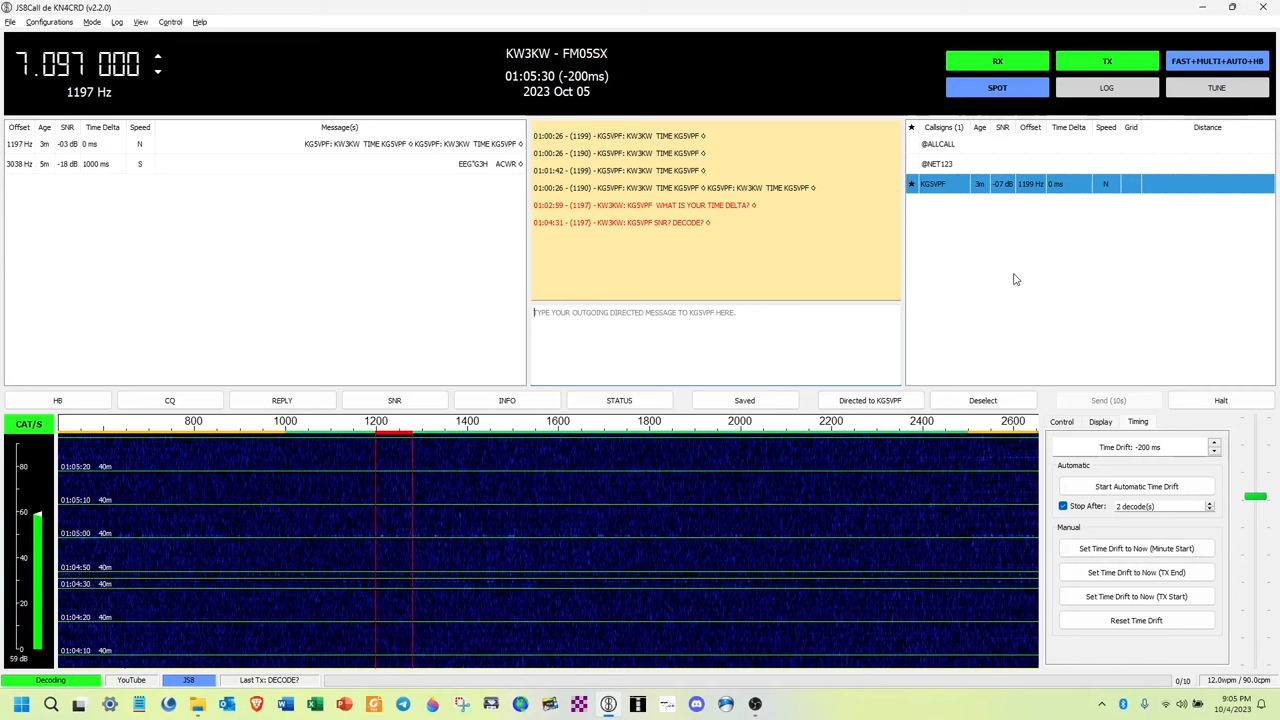 JS8Call de KN4CRD (v2.2.0)
File Configurations Mode Log View Control Help
7.097 000
1197 Hz
KW3KW - FM05SX
01:05:30 (-200ms)
2023 Oct 05
RX TX FAST+MULTI+AUTO+HB
SPOT LOG TUNE
Offset Age SNR Time Delta Speed Message(s)
1197 Hz 3m -03 dB 0 ms N KG5VPF: KW3KW TIME KG5VPF ◊ KG5VPF: KW3KW TIME KG5VPF ◊
3038 Hz 5m -18 dB 1000 ms S EEG"G3H ACWR ◊
01:00:26 - (1199) - KG5VPF: KW3KW TIME KG5VPF ◊
01:00:26 - (1190) - KG5VPF: KW3KW TIME KG5VPF ◊
01:01:42 - (1199) - KG5VPF: KW3KW TIME KG5VPF ◊
01:00:26 - (1190) - KG5VPF: KW3KW TIME KG5VPF ◊ KG5VPF: KW3KW TIME KG5VPF ◊
01:02:59 - (1197) - KW3KW: KG5VPF WHAT IS YOUR TIME DELTA? ◊
01:04:31 - (1197) - KW3KW: KG5VPF SNR? DECODE? ◊
TYPE YOUR OUTGOING DIRECTED MESSAGE TO KG5VPF HERE.
★ Callsigns (1) Age SNR Offset Time Delta Speed Grid Distance
@ALLCALL
@NET123
★ KG5VPF 3m -07 dB 1199 Hz 0 ms N
HB CQ REPLY SNR INFO STATUS Saved Directed to KG5VPF Deselect Send (10s) Halt
CAT/S
800 1000 1200 1400 1600 1800 2000 2200 2400 2600
80
60
40
20
0
59 dB
01:05:20 40m
01:05:10 40m
01:05:00 40m
01:04:50 40m
01:04:30 40m
01:04:20 40m
01:04:10 40m
Control Display Timing
Time Drift: -200 ms
Automatic
Start Automatic Time Drift
Stop After: 2 decode(s)
Manual
Set Time Drift to Now (Minute Start)
Set Time Drift to Now (TX End)
Set Time Drift to Now (TX Start)
Reset Time Drift
Decoding YouTube JS8 Last Tx: DECODE? 0/10 12.0wpm / 90.0cpm
9:05 PM
10/4/2023